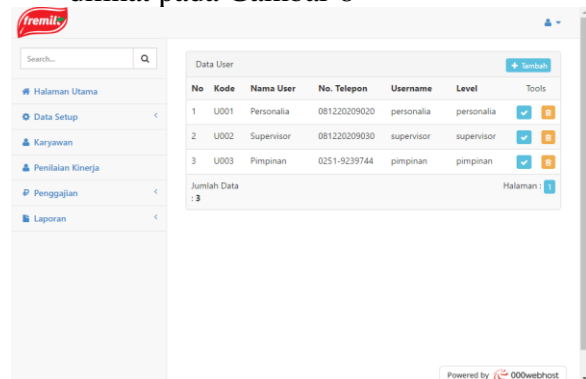 dilihat pada Gambar 8
fremilt
Search...
Data User
Tambah
No Kode Nama User No. Telepon Username Level Tools
1 U001 Personalia 081220209020 personalia personalia
2 U002 Supervisor 081220209030 supervisor supervisor
3 U003 Pimpinan 0251-9239744 pimpinan pimpinan
Jumlah Data
: 3
Halaman : 1
Halaman Utama
Data Setup
Karyawan
Penilaian Kinerja
Penggajian
Laporan
Powered by 000webhost